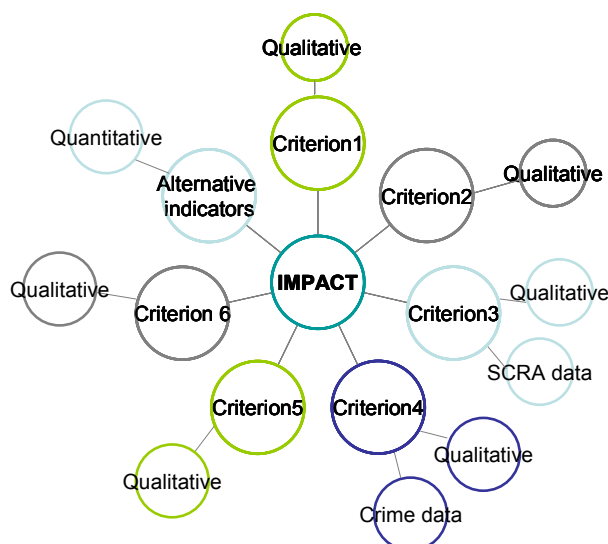 Qualitative
Criterion1
Quantitative
Alternative
indicators
Qualitative
Criterion2
IMPACT
Qualitative
Criterion 6
Qualitative
Criterion3
SCRA data
Criterion5
Criterion4
Qualitative
Qualitative
Crime data